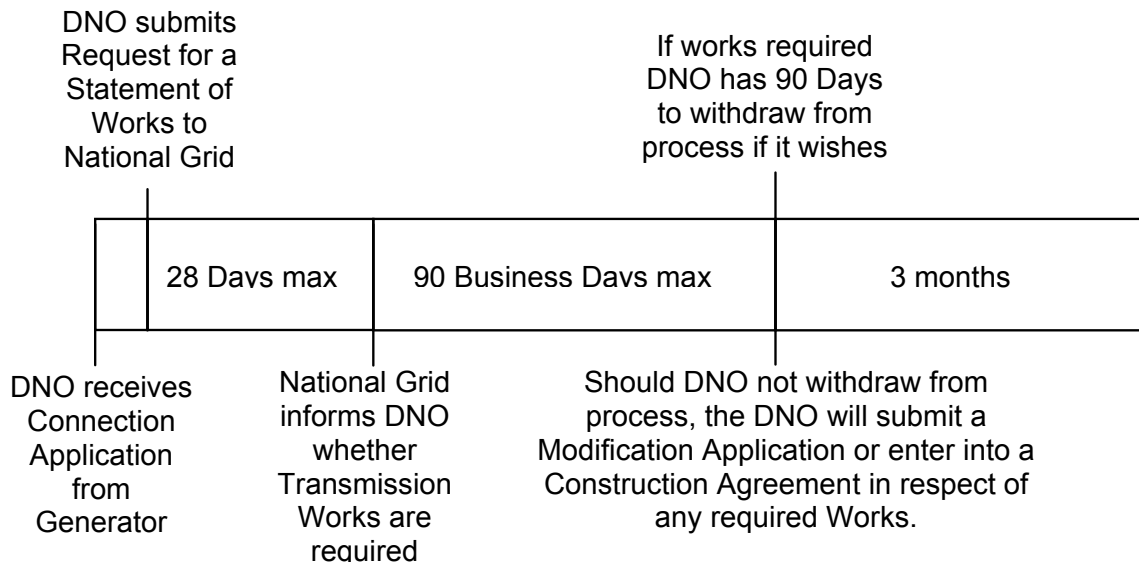 DNO submits
Request for a
Statement of
Works to
National Grid
If works required
DNO has 90 Days
to withdraw from
process if it wishes
28 Days max
90 Business Days max
3 months
DNO receives
Connection
Application
from
Generator
National Grid
informs DNO
whether
Transmission
Works are
required
Should DNO not withdraw from
process, the DNO will submit a
Modification Application or enter into a
Construction Agreement in respect of
any required Works.